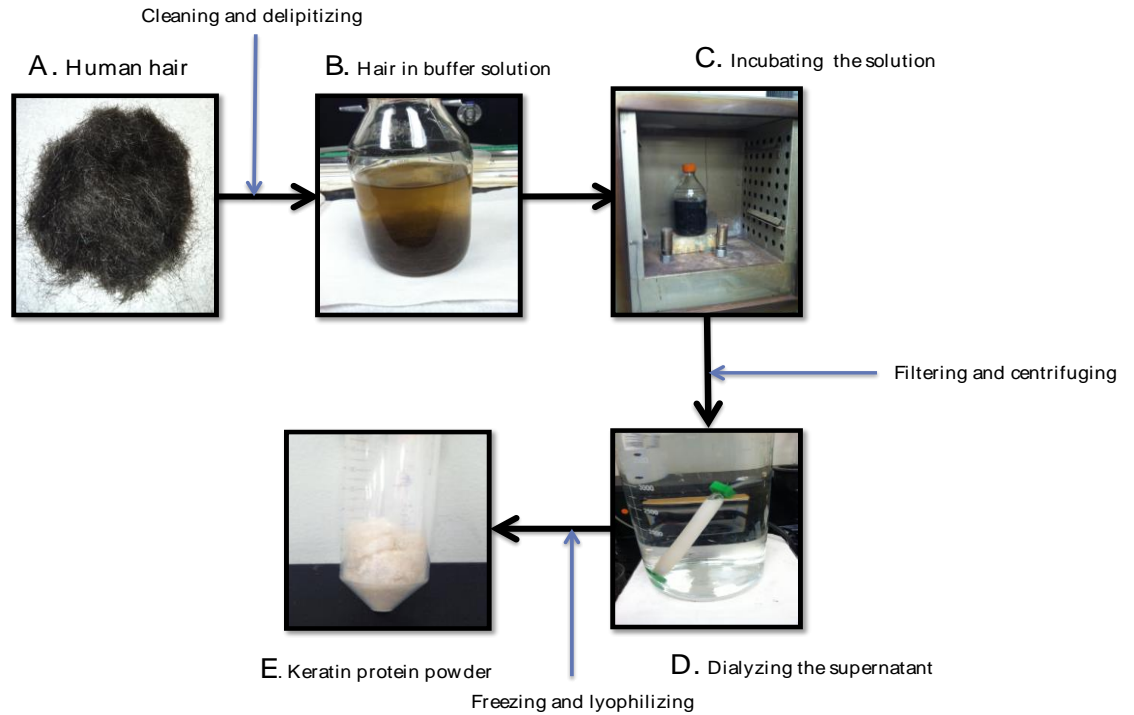 Cleaning and delipitizing
A. Human hair
B. Hair in buffer solution
C. Incubating the solution
Filtering and centrifuging
E. Keratin protein powder
D. Dialyzing the supernatant
Freezing and lyophilizing